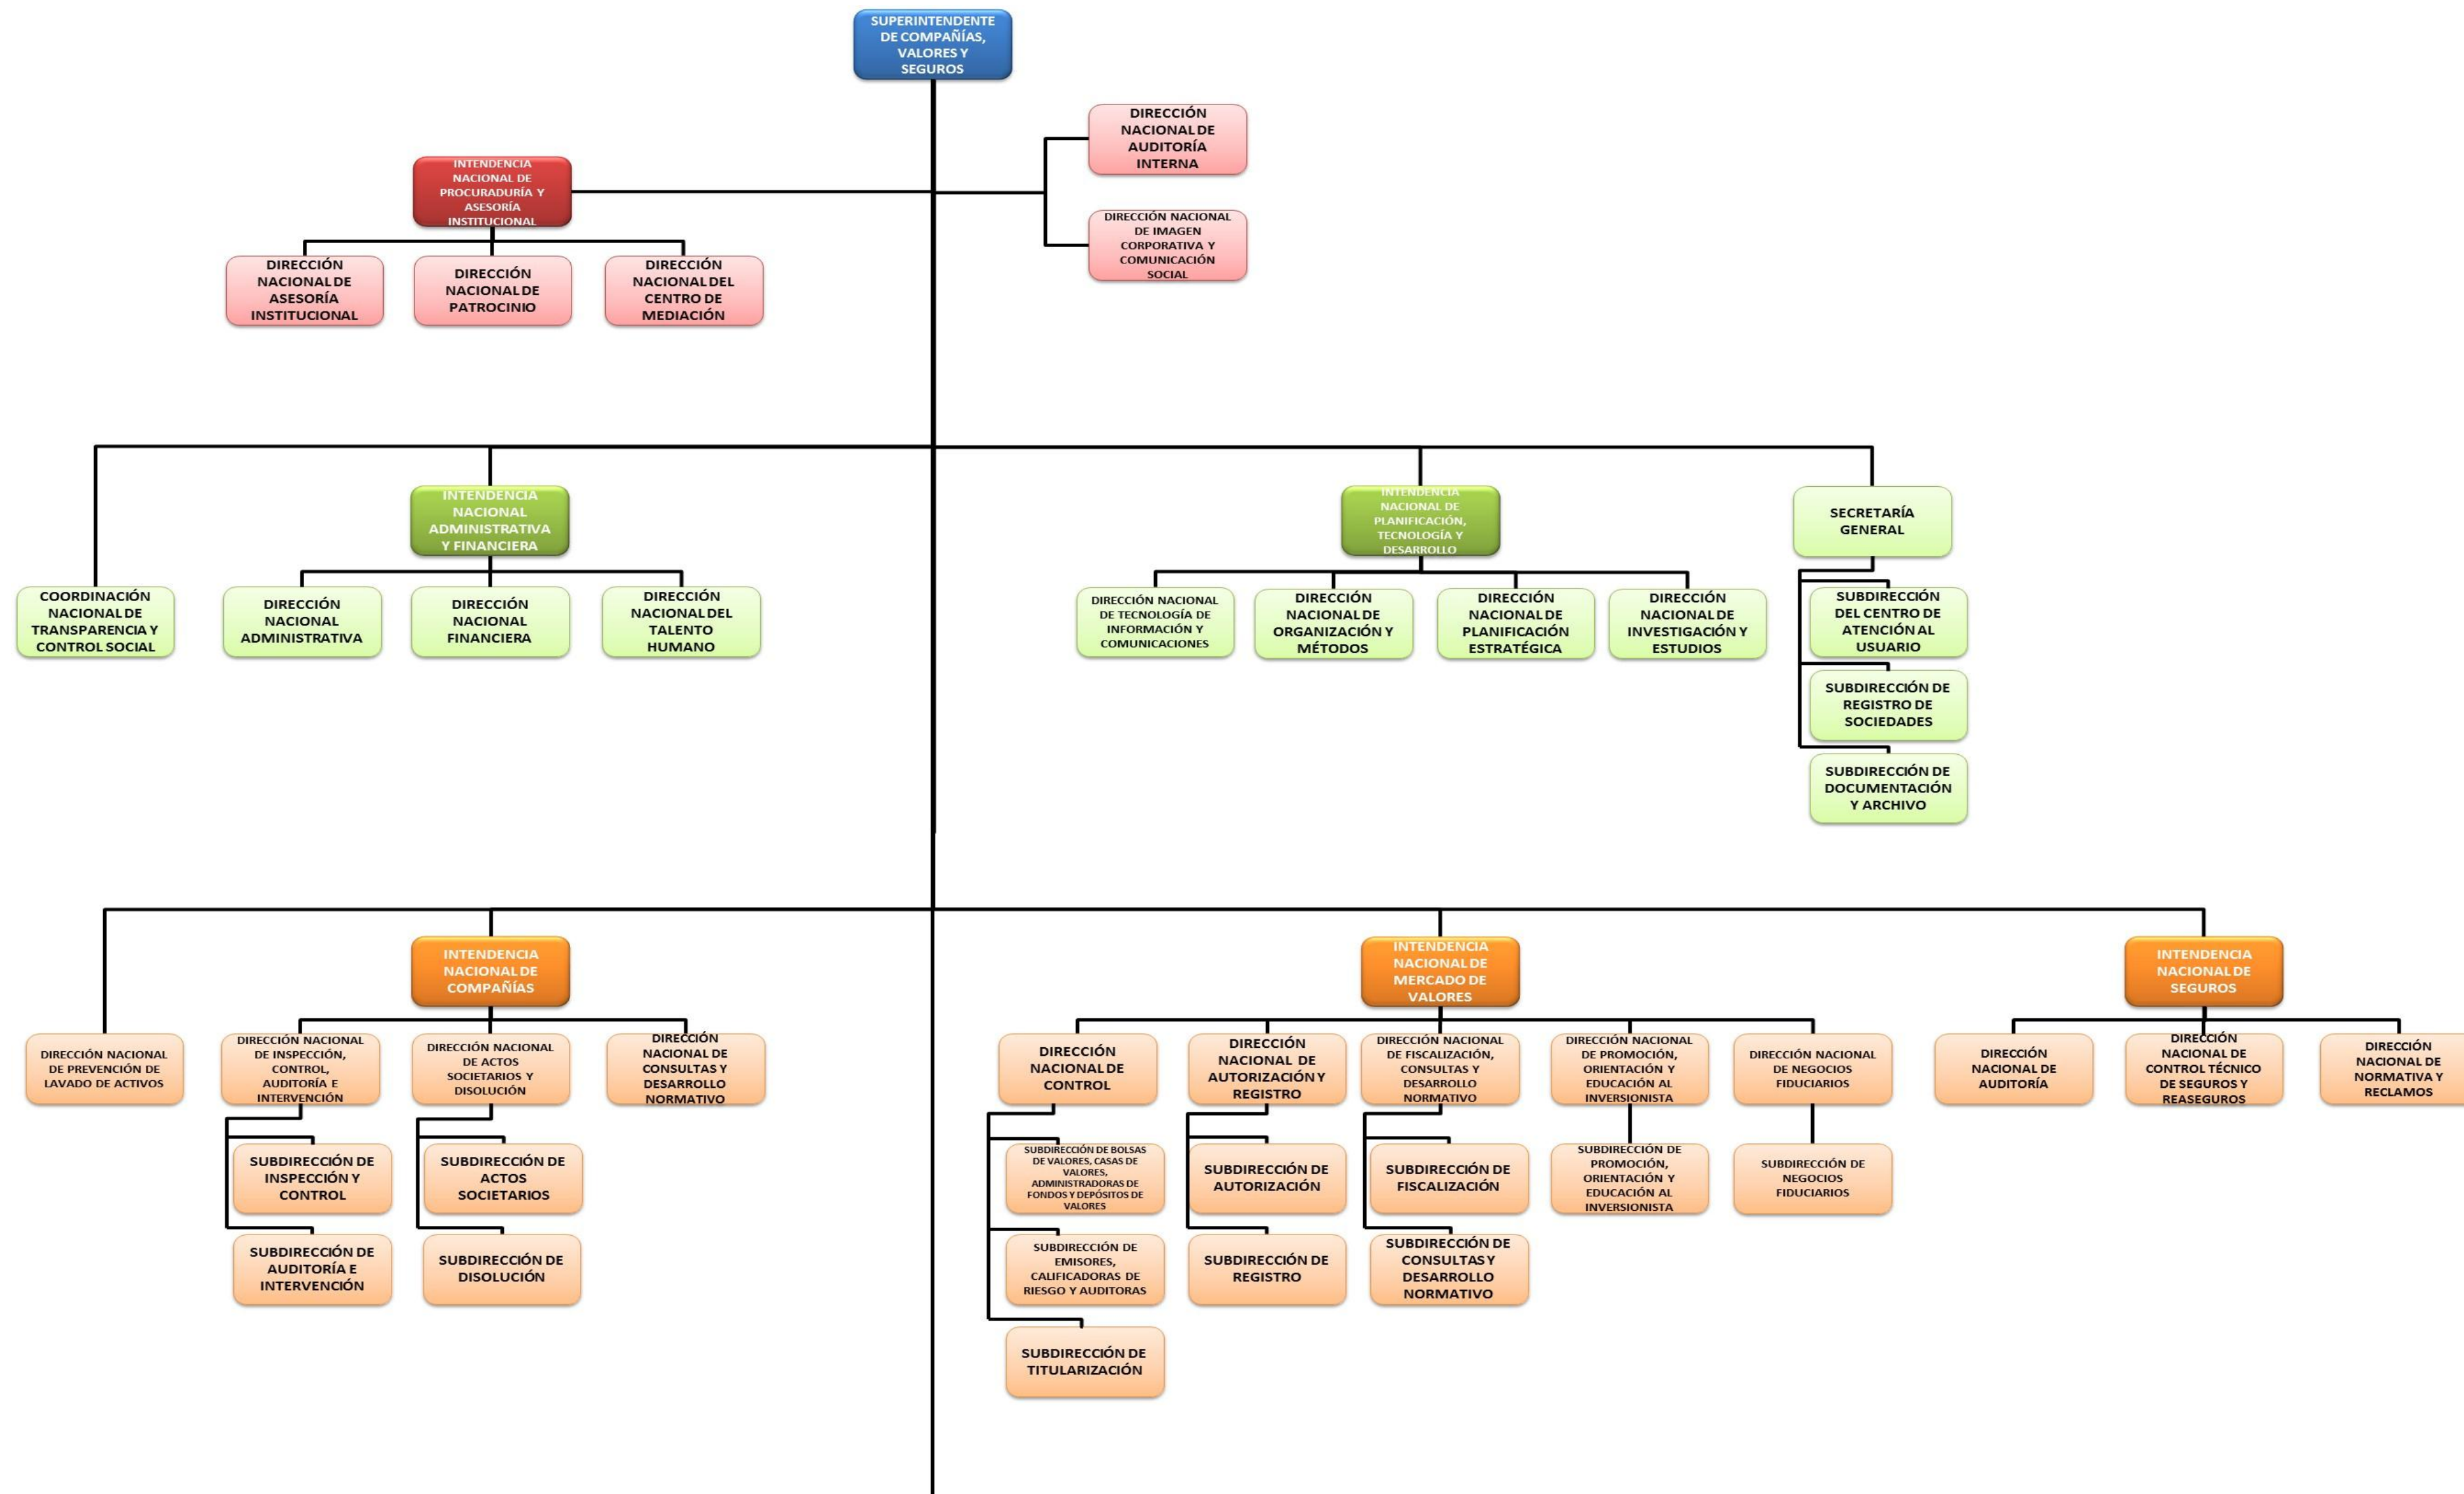 SUPERINTENDENTE
DE COMPAÑÍAS,
VALORES Y
SEGUROS
DIRECCIÓN
NACIONAL DE
AUDITORÍA
INTERNA
INTENDENCIA
NACIONAL DE
PROCURADURÍA Y
ASESORÍA
INSTITUCIONAL
DIRECCIÓN NACIONAL
DE IMAGEN
CORPORATIVA Y
COMUNICACIÓN
SOCIAL
DIRECCIÓN
NACIONAL DE
ASESORÍA
INSTITUCIONAL
DIRECCIÓN
NACIONAL DE
PATROCINIO
DIRECCIÓN
NACIONAL DEL
CENTRO DE
MEDIACIÓN
INTENDENCIA
NACIONAL
ADMINISTRATIVA
Y FINANCIERA
INTENDENCIA
NACIONAL DE
PLANIFICACIÓN,
TECNOLOGÍA Y
DESARROLLO
SECRETARÍA
GENERAL
COORDINACIÓN
NACIONAL DE
TRANSPARENCIA Y
CONTROL SOCIAL
DIRECCIÓN
NACIONAL
ADMINISTRATIVA
DIRECCIÓN
NACIONAL
FINANCIERA
DIRECCIÓN
NACIONAL DEL
TALENTO
HUMANO
DIRECCIÓN NACIONAL
DE TECNOLOGÍA DE
INFORMACIÓN Y
COMUNICACIONES
DIRECCIÓN
NACIONAL DE
ORGANIZACIÓN Y
MÉTODOS
DIRECCIÓN
NACIONAL DE
PLANIFICACIÓN
ESTRATÉGICA
DIRECCIÓN
NACIONAL DE
INVESTIGACIÓN Y
ESTUDIOS
SUBDIRECCIÓN
DEL CENTRO DE
ATENCIÓN AL
USUARIO
SUBDIRECCIÓN DE
REGISTRO DE
SOCIEDADES
SUBDIRECCIÓN DE
DOCUMENTACIÓN
Y ARCHIVO
INTENDENCIA
NACIONAL DE
COMPAÑÍAS
INTENDENCIA
NACIONAL DE
MERCADO DE
VALORES
INTENDENCIA
NACIONAL DE
SEGUROS
DIRECCIÓN NACIONAL
DE PREVENCIÓN DE
LAVADO DE ACTIVOS
DIRECCIÓN NACIONAL
DE INSPECCIÓN,
CONTROL,
AUDITORÍA E
INTERVENCIÓN
DIRECCIÓN NACIONAL
DE ACTOS
SOCIETARIOS Y
DISOLUCIÓN
DIRECCIÓN
NACIONAL DE
CONSULTAS Y
DESARROLLO
NORMATIVO
DIRECCIÓN
NACIONAL DE
CONTROL
DIRECCIÓN
NACIONAL DE
AUTORIZACIÓN Y
REGISTRO
DIRECCIÓN NACIONAL
DE FISCALIZACIÓN,
CONSULTAS Y
DESARROLLO
NORMATIVO
DIRECCIÓN NACIONAL
DE PROMOCIÓN,
ORIENTACIÓN Y
EDUCACIÓN AL
INVERSIONISTA
DIRECCIÓN NACIONAL
DE NEGOCIOS
FIDUCIARIOS
DIRECCIÓN
NACIONAL DE
AUDITORÍA
DIRECCIÓN
NACIONAL DE
CONTROL TÉCNICO
DE SEGUROS Y
REASEGUROS
DIRECCIÓN
NACIONAL DE
NORMATIVA Y
RECLAMOS
SUBDIRECCIÓN DE
INSPECCIÓN Y
CONTROL
SUBDIRECCIÓN DE
ACTOS
SOCIETARIOS
SUBDIRECCIÓN DE BOLSAS
DE VALORES, CASAS DE
VALORES,
ADMINISTRADORAS DE
FONDOS Y DEPÓSITOS DE
VALORES
SUBDIRECCIÓN DE
AUTORIZACIÓN
SUBDIRECCIÓN DE
FISCALIZACIÓN
SUBDIRECCIÓN DE
PROMOCIÓN,
ORIENTACIÓN Y
EDUCACIÓN AL
INVERSIONISTA
SUBDIRECCIÓN DE
NEGOCIOS
FIDUCIARIOS
SUBDIRECCIÓN DE
AUDITORÍA E
INTERVENCIÓN
SUBDIRECCIÓN DE
DISOLUCIÓN
SUBDIRECCIÓN DE
EMISORES,
CALIFICADORAS DE
RIESGO Y AUDITORAS
SUBDIRECCIÓN DE
REGISTRO
SUBDIRECCIÓN DE
CONSULTAS Y
DESARROLLO
NORMATIVO
SUBDIRECCIÓN DE
TITULARIZACIÓN